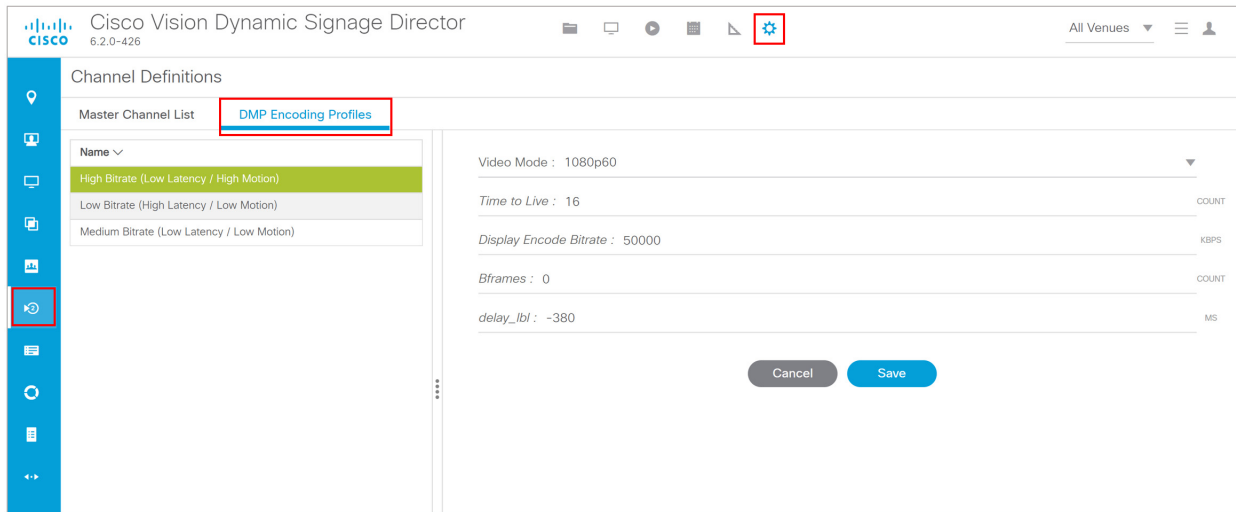 CISCO
Cisco Vision Dynamic Signage Director
6.2.0-426
All Venues
Channel Definitions
Master Channel List DMP Encoding Profiles
Name
High Bitrate (Low Latency / High Motion)
Low Bitrate (High Latency / Low Motion)
Medium Bitrate (Low Latency / Low Motion)
Video Mode : 1080p60
Time to Live : 16 COUNT
Display Encode Bitrate : 50000 KBPS
Bframes : 0 COUNT
delay_lbl : -380 MS
Cancel Save
2